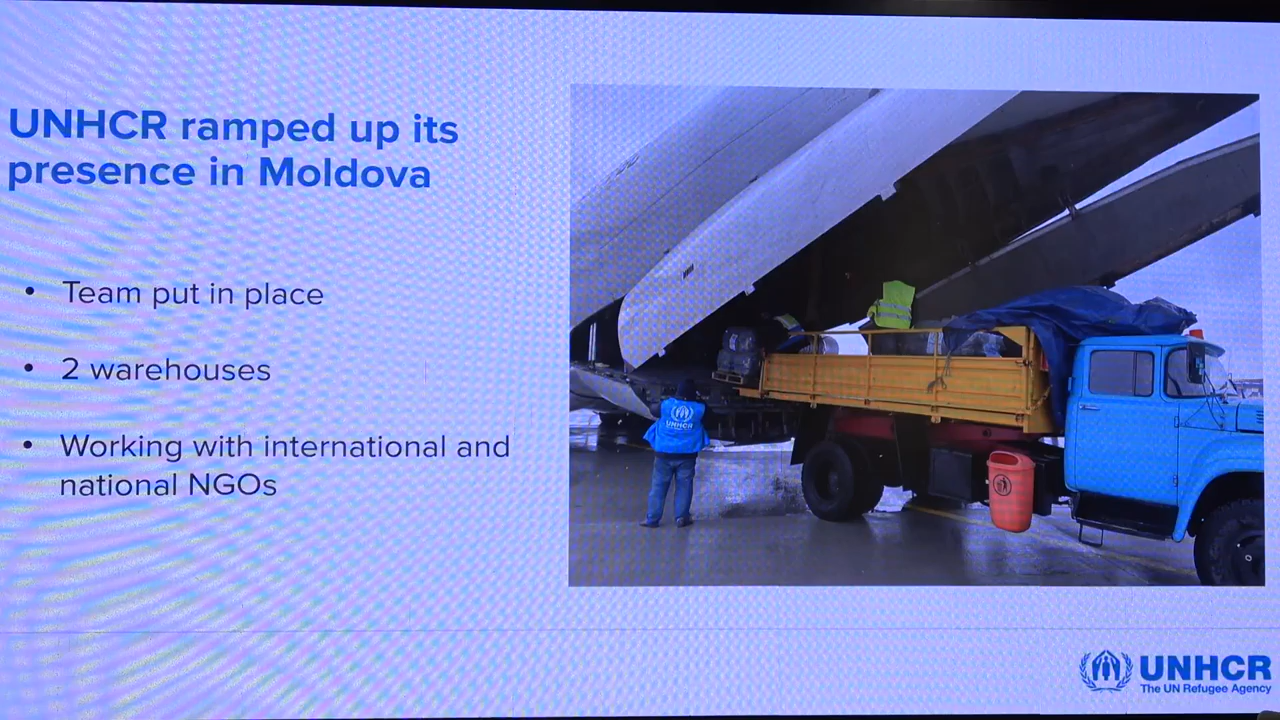 UNHCR ramped up its
presence in Moldova
• Team put in place
• 2 warehouses
• Working with international and
national NGOs
UNHCR
UNHCR
The UN Refugee Agency